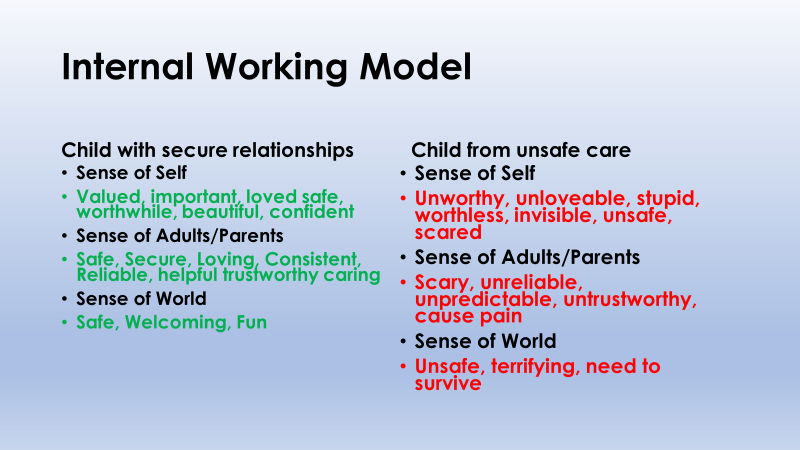 Internal Working Model
Child with secure relationships
• Sense of Self
• Valued, important, loved safe,
worthwhile, beautiful, confident
• Sense of Adults/Parents
• Safe, Secure, Loving, Consistent,
Reliable, helpful trustworthy caring
• Sense of World
• Safe, Welcoming, Fun
Child from unsafe care
• Sense of Self
• Unworthy, unloveable, stupid,
worthless, invisible, unsafe,
scared
• Sense of Adults/Parents
• Scary, unreliable,
unpredictable, untrustworthy,
cause pain
• Sense of World
• Unsafe, terrifying, need to
survive